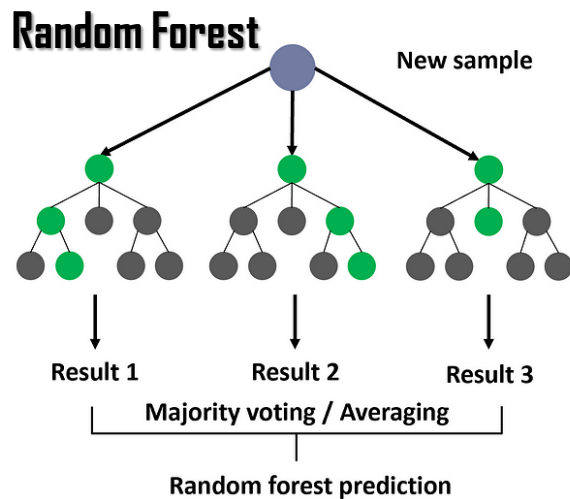 Random Forest
New sample
Result 1
Result 2
Result 3
Majority voting / Averaging
Random forest prediction